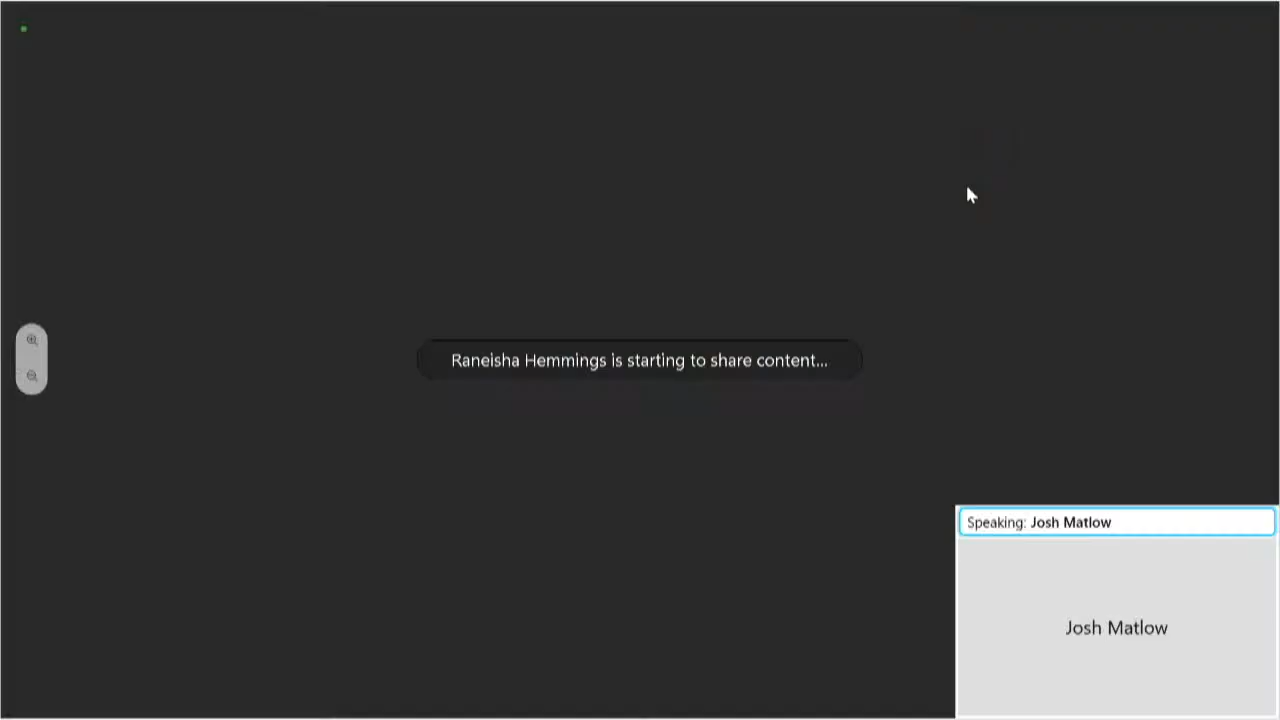 Raneisha Hemmings is starting to share content...
Speaking: Josh Matlow
Josh Matlow